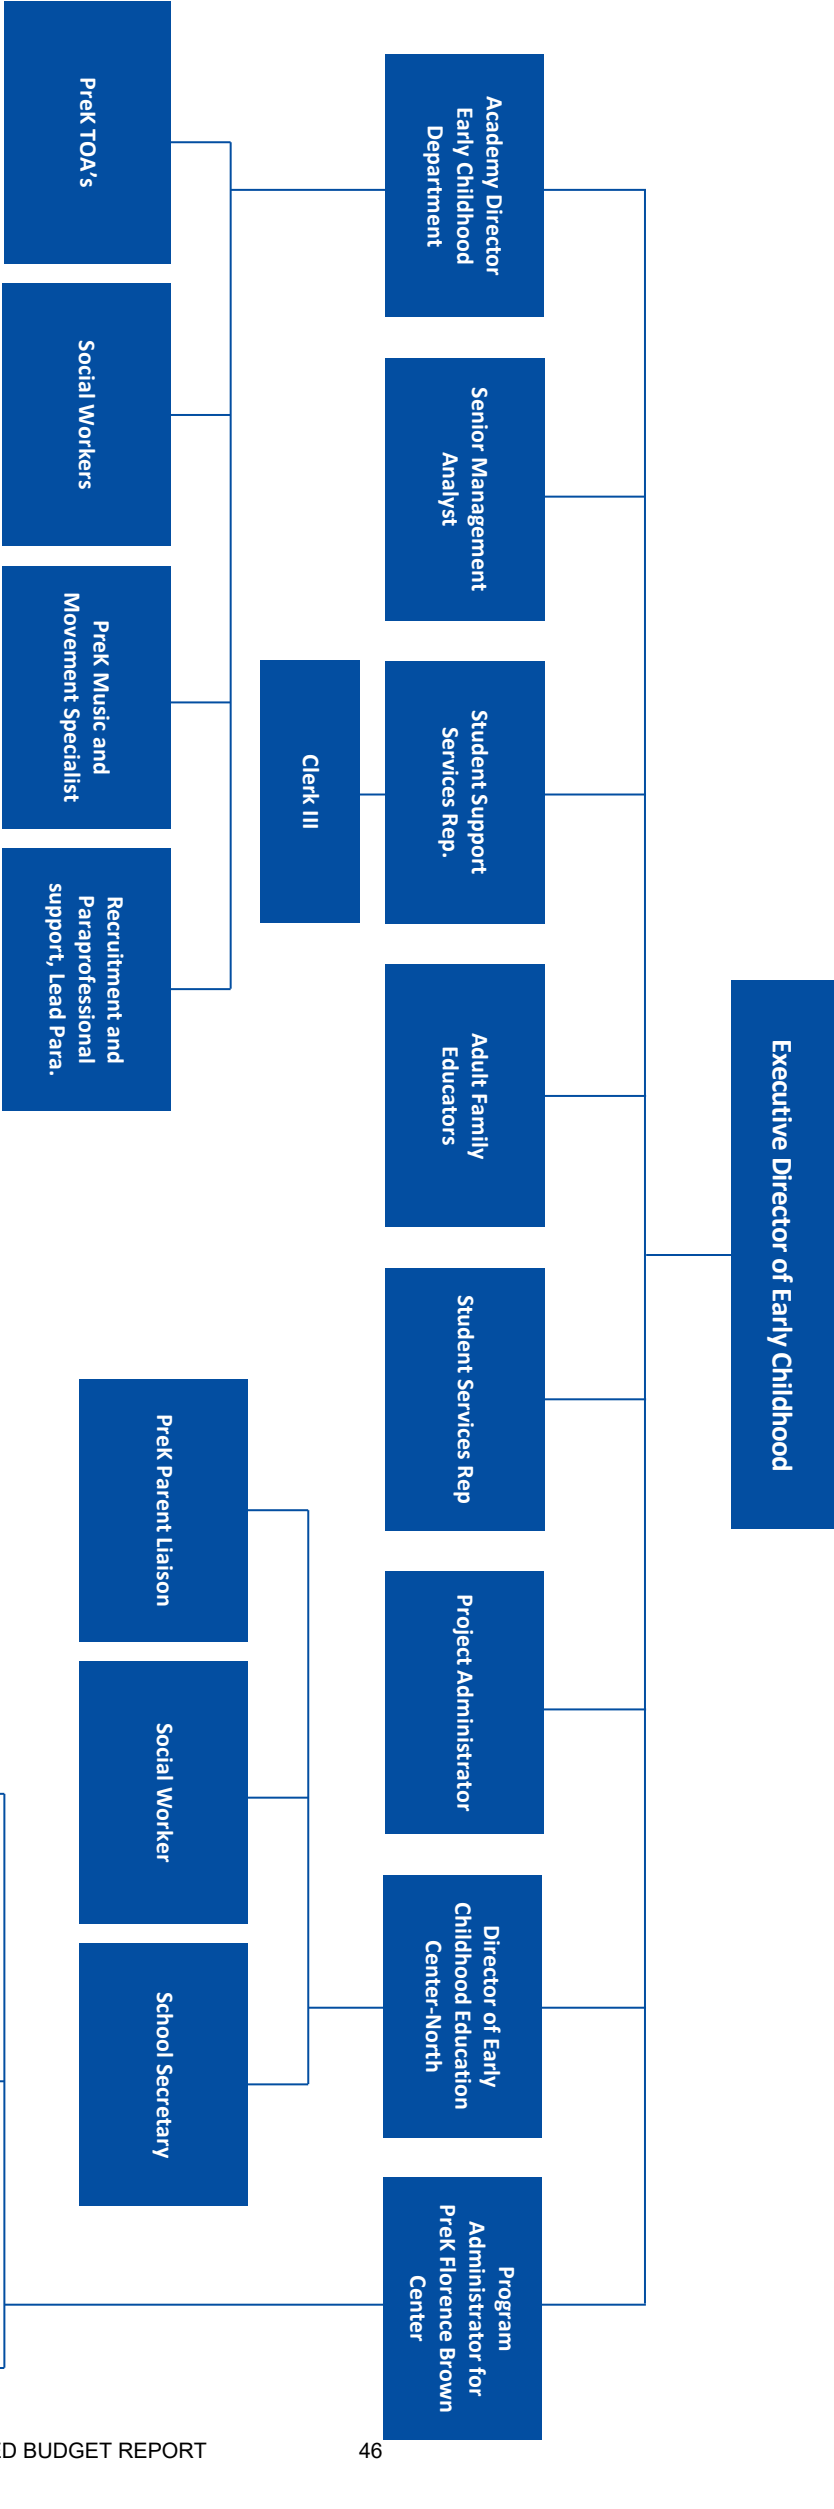 Executive Director of Early Childhood
Academy Director
Early Childhood
Department
Senior Management
Analyst
Student Support
Services Rep.
Adult Family
Educators
Student Services Rep
Project Administrator
Director of Early
Childhood Education
Center-North
Program
Administrator for
PreK Florence Brown
Center
Clerk III
PreK TOA’s
Social Workers
PreK Music and
Movement Specialist
Recruitment and
Paraprofessional
support, Lead Para.
PreK Parent Liaison
Social Worker
School Secretary
ED BUDGET REPORT 46